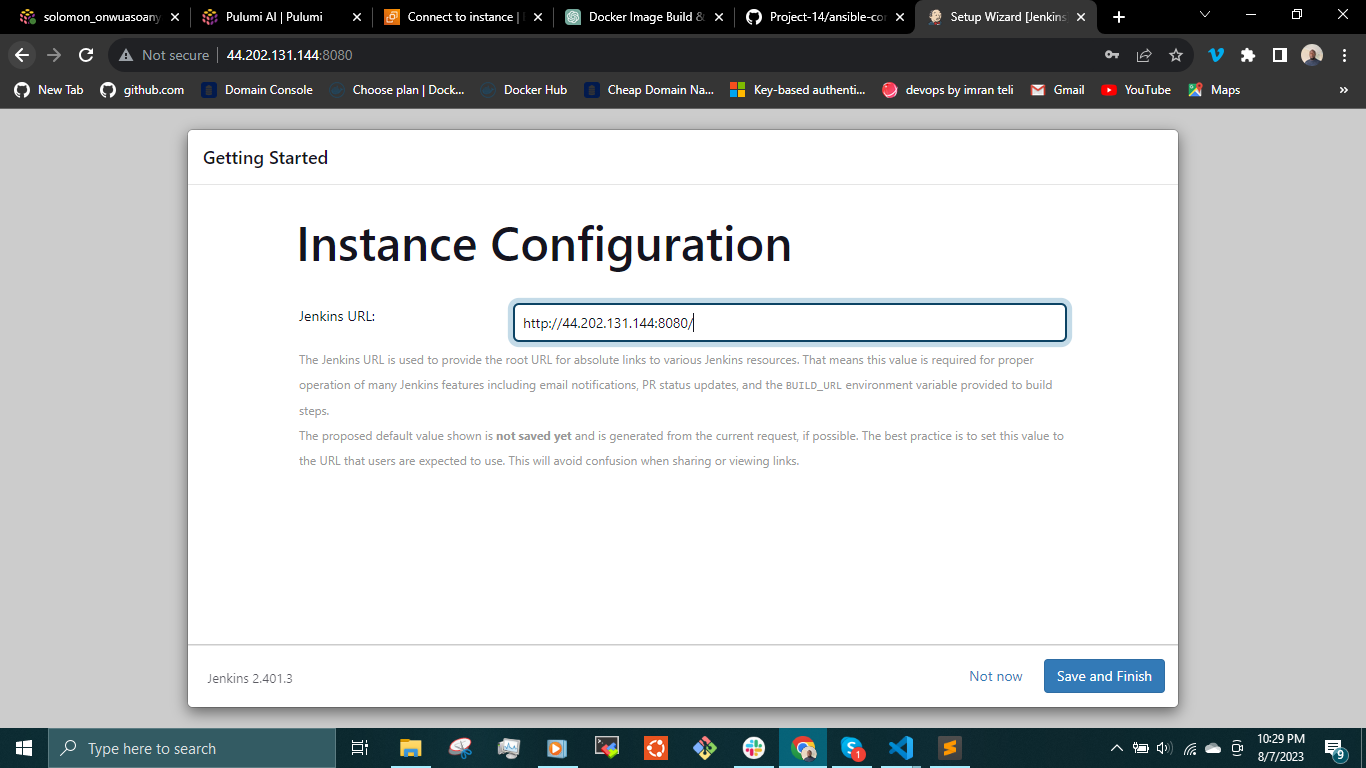 solomon_onwuasoany
Pulumi AI | Pulumi
Connect to instance |
Docker Image Build &
Project-14/ansible-co
Setup Wizard [Jenkins
Not secure
44.202.131.144:8080
New Tab
github.com
Domain Console
Choose plan | Dock...
Docker Hub
Cheap Domain Na...
Key-based authenti...
devops by imran teli
Gmail
YouTube
Maps
»
Getting Started
Instance Configuration
Jenkins URL:
http://44.202.131.144:8080/
The Jenkins URL is used to provide the root URL for absolute links to various Jenkins resources. That means this value is required for proper
operation of many Jenkins features including email notifications, PR status updates, and the BUILD_URL environment variable provided to build
steps.
The proposed default value shown is not saved yet and is generated from the current request, if possible. The best practice is to set this value to
the URL that users are expected to use. This will avoid confusion when sharing or viewing links.
Jenkins 2.401.3
Not now
Save and Finish
Type here to search
1
10:29 PM
8/7/2023
9